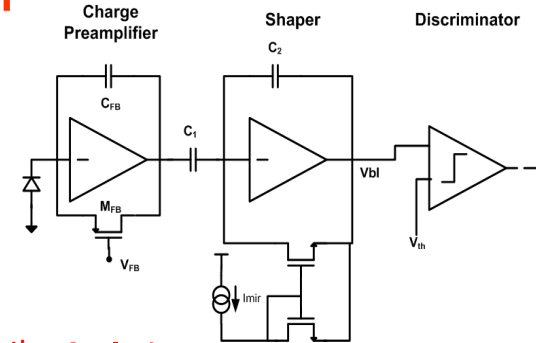 Charge
Preamplifier
Shaper
Discriminator
C2
CFB
C1
Vbl
MFB
VFB
Vth
Imir